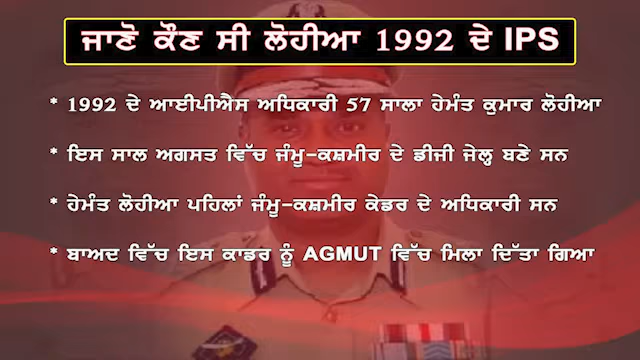 ਜਾਣੋ ਕੌਣ ਸੀ ਲੋਹੀਆ 1992 ਦੇ IPS
* 1992 ਦੇ ਆਈਪੀਐਸ ਅਧਿਕਾਰੀ 57 ਸਾਲਾ ਹੇਮੰਤ ਕੁਮਾਰ ਲੋਹੀਆ
* ਇਸ ਸਾਲ ਅਗਸਤ ਵਿੱਚ ਜੰਮੂ-ਕਸ਼ਮੀਰ ਦੇ ਡੀਜੀ ਜੇਲ੍ਹ ਬਣੇ ਸਨ
* ਹੇਮੰਤ ਲੋਹੀਆ ਪਹਿਲਾਂ ਜੰਮੂ-ਕਸ਼ਮੀਰ ਕੇਡਰ ਦੇ ਅਧਿਕਾਰੀ ਸਨ
* ਬਾਅਦ ਵਿੱਚ ਇਸ ਕਾਡਰ ਨੂੰ AGMUT ਵਿੱਚ ਮਿਲਾ ਦਿੱਤਾ ਗਿਆ